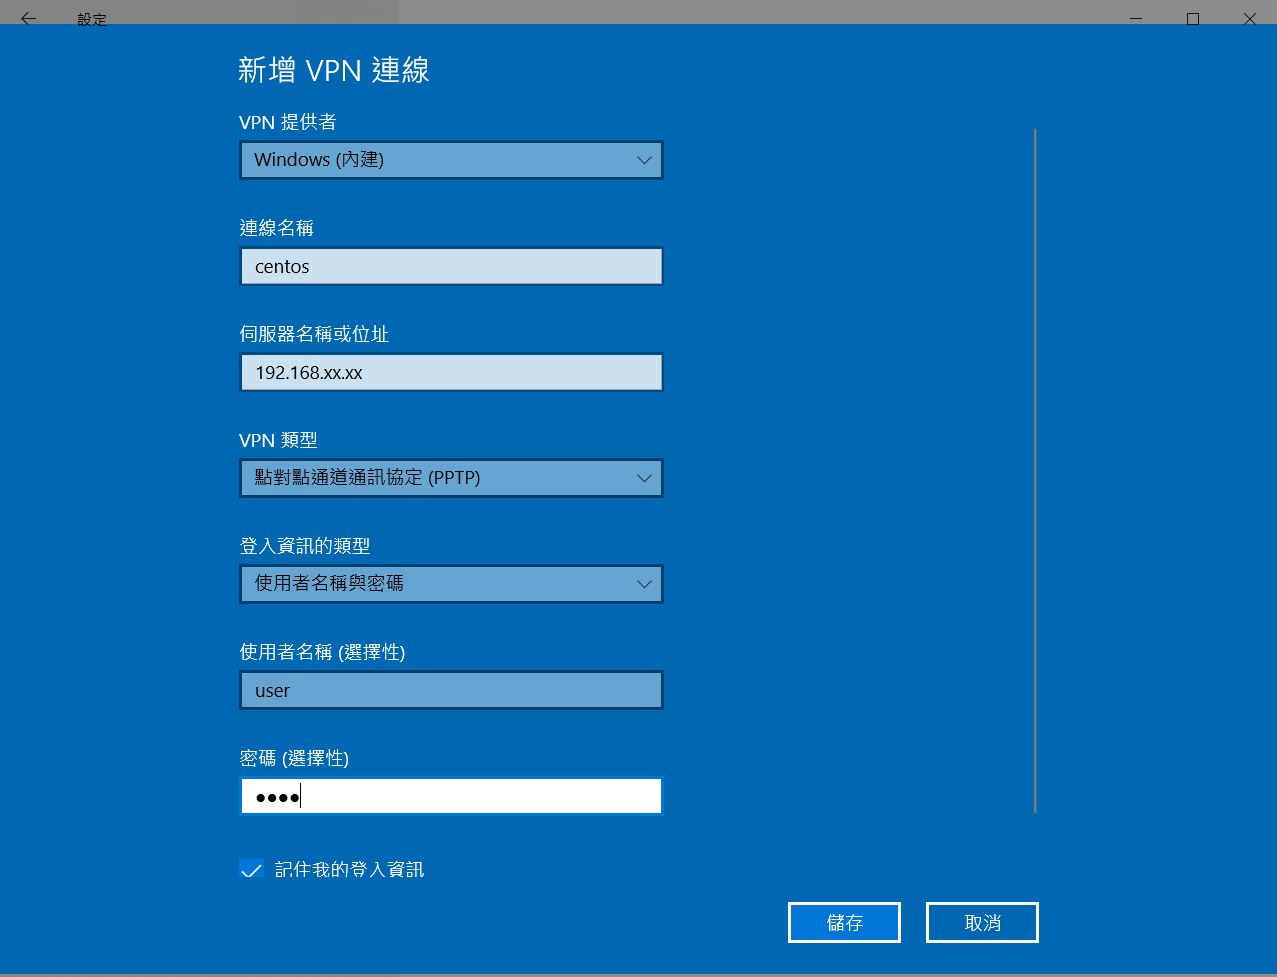 設定
新增 VPN 連線
VPN 提供者
Windows (內建)
連線名稱
centos
伺服器名稱或位址
192.168.xx.xx
VPN 類型
點對點通道通訊協定 (PPTP)
登入資訊的類型
使用者名稱與密碼
使用者名稱 (選擇性)
user
密碼 (選擇性)
●●●●
記住我的登入資訊
儲存
取消